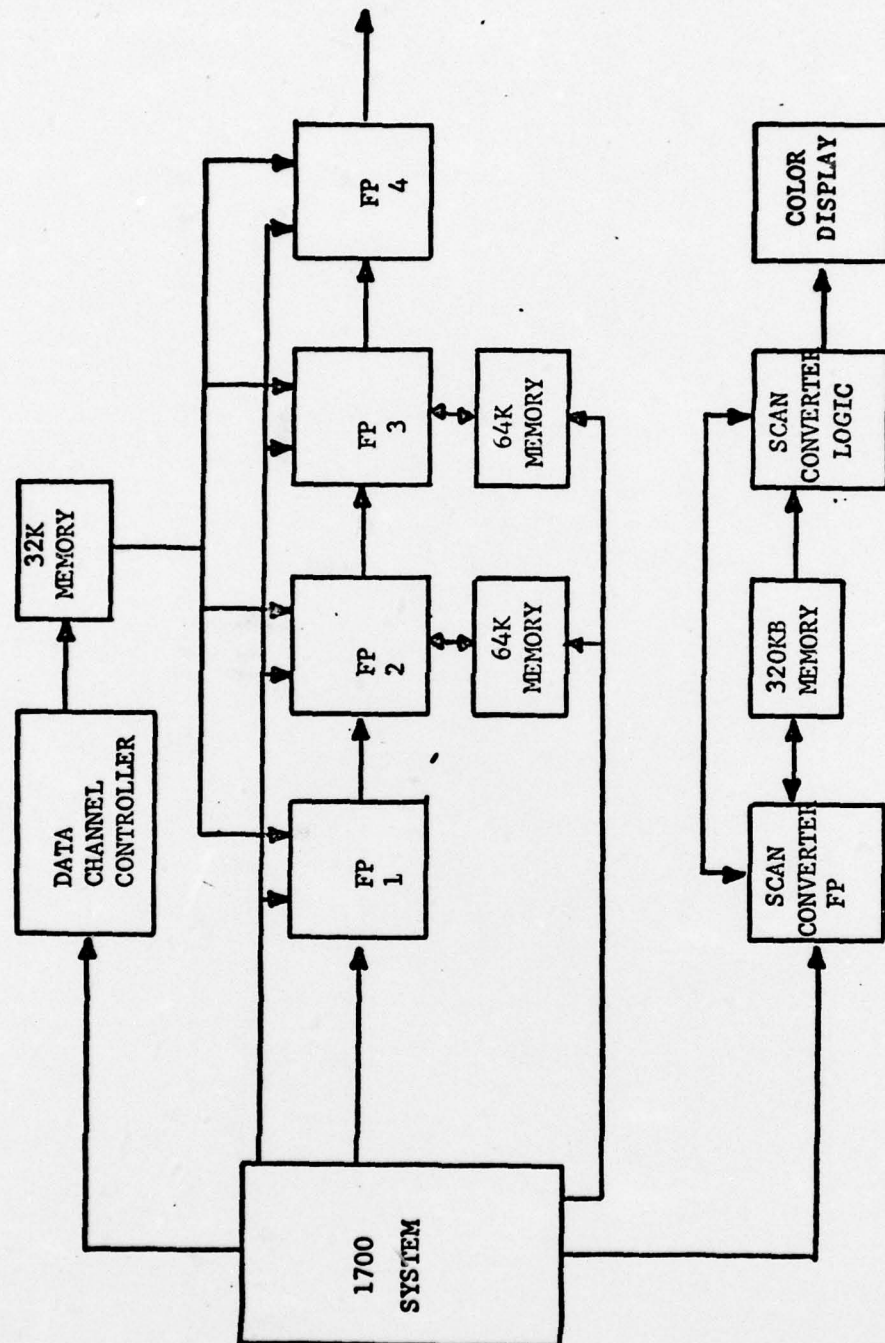 DATA
CHANNEL
CONTROLLER
32K
MEMORY
1700
SYSTEM
FP
1
FP
2
FP
3
FP
4
64K
MEMORY
64K
MEMORY
SCAN
CONVERTER
FP
320KB
MEMORY
SCAN
CONVERTER
LOGIC
COLOR
DISPLAY